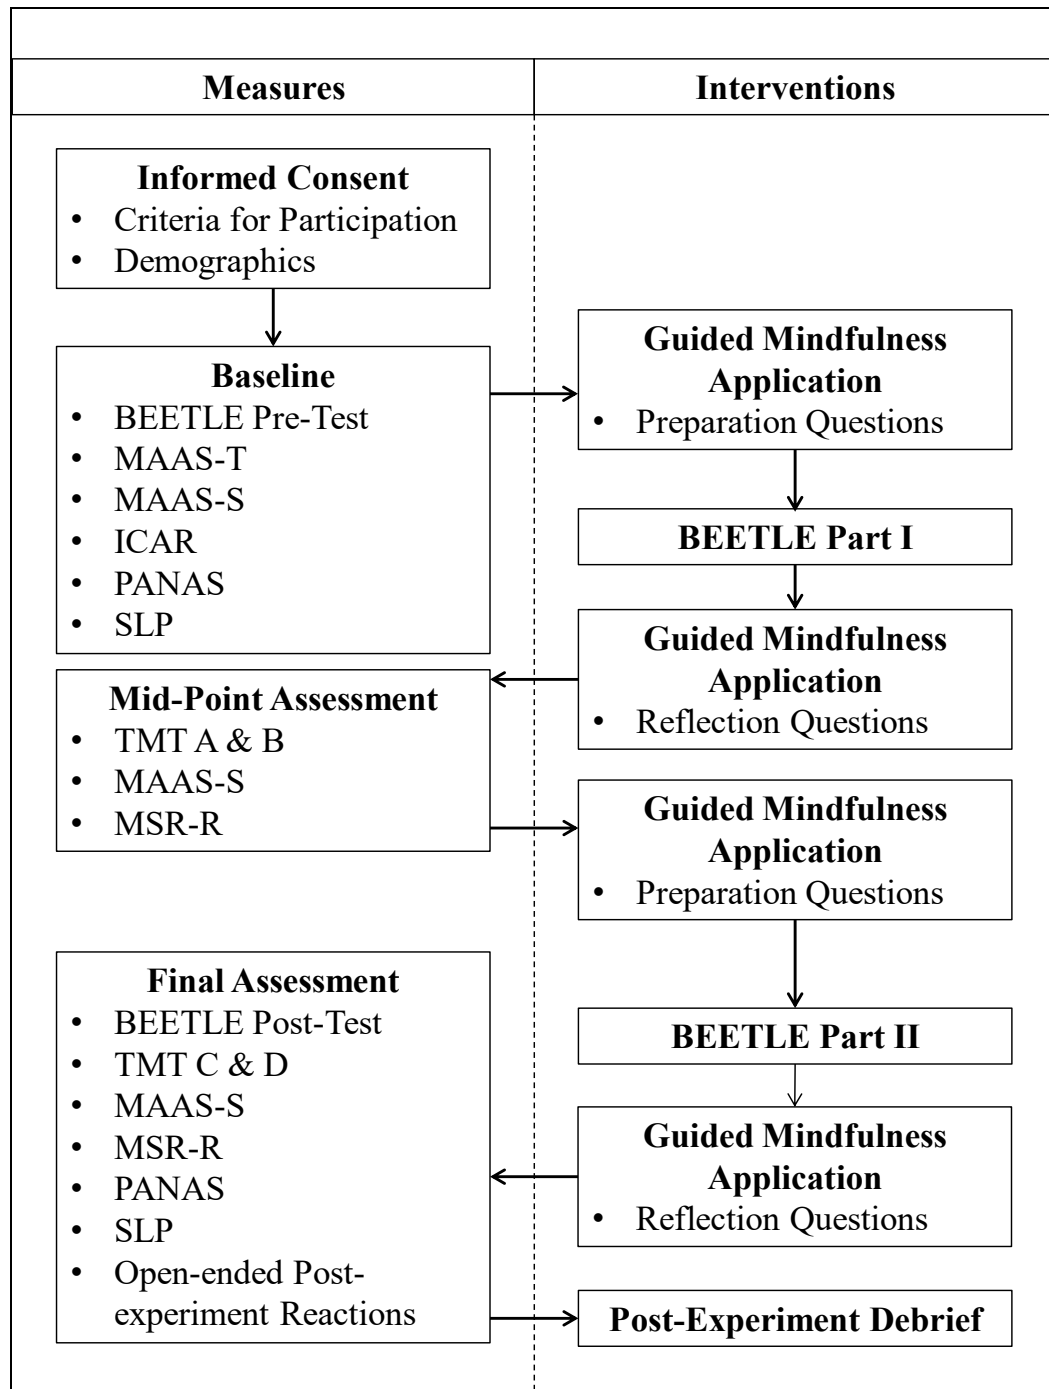 Measures
Interventions
Informed Consent
• Criteria for Participation
• Demographics
Baseline
• BEETLE Pre-Test
• MAAS-T
• MAAS-S
• ICAR
• PANAS
• SLP
Guided Mindfulness
Application
• Preparation Questions
BEETLE Part I
Guided Mindfulness
Application
• Reflection Questions
Mid-Point Assessment
• TMT A & B
• MAAS-S
• MSR-R
Guided Mindfulness
Application
• Preparation Questions
BEETLE Part II
Guided Mindfulness
Application
• Reflection Questions
Final Assessment
• BEETLE Post-Test
• TMT C & D
• MAAS-S
• MSR-R
• PANAS
• SLP
• Open-ended Post-
experiment Reactions
Post-Experiment Debrief